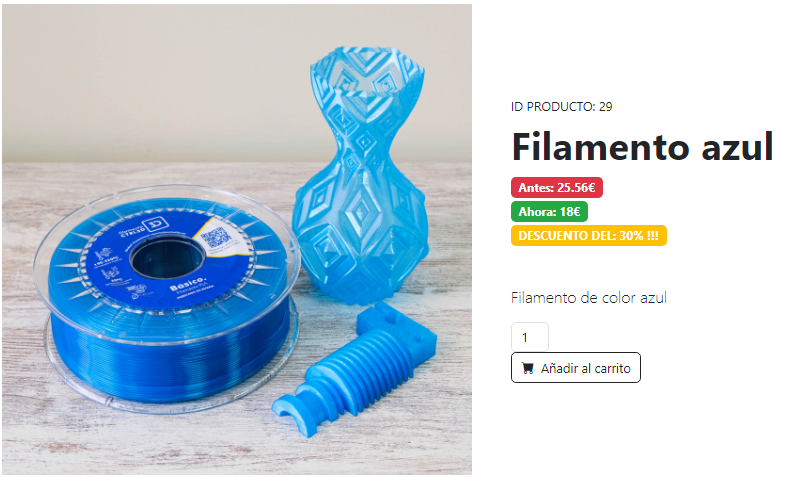 ID PRODUCTO: 29
Filamento azul
Antes: 25.56€
Ahora: 18€
DESCUENTO DEL: 30% !!!
Filamento de color azul
1
Añadir al carrito
Básico.